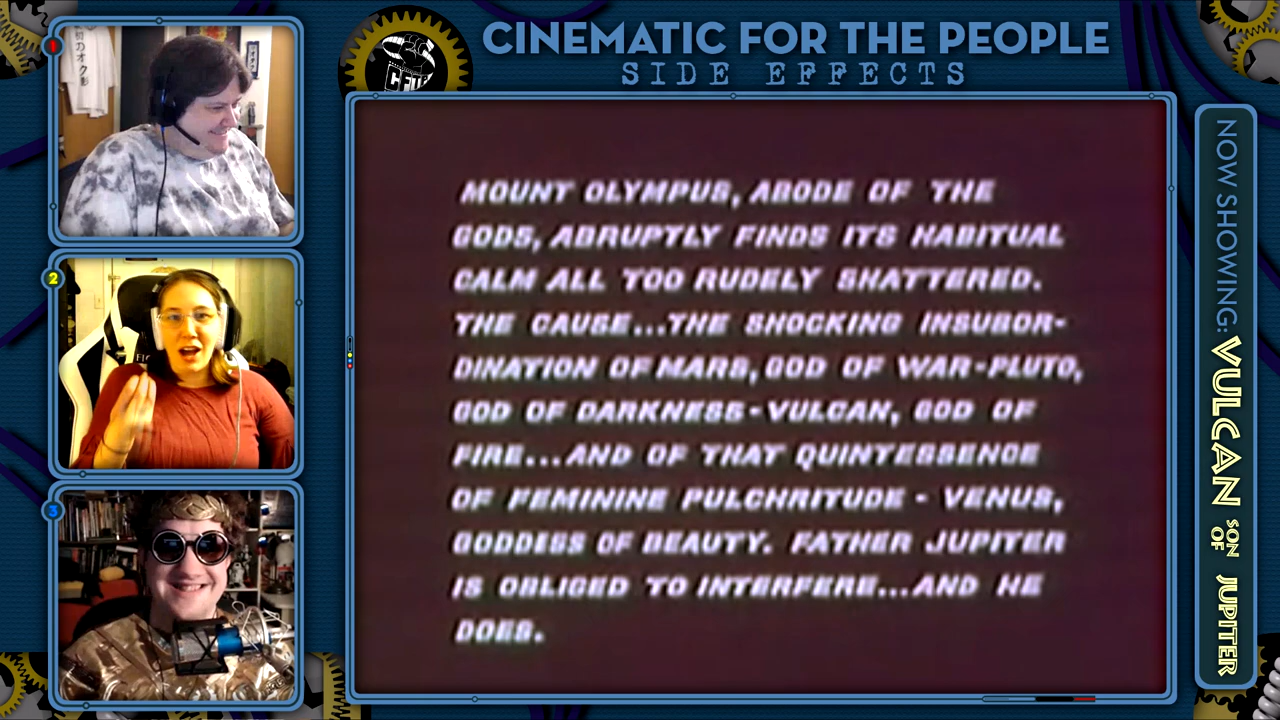 CINEMATIC FOR THE PEOPLE
SIDE EFFECTS
MOUNT OLYMPUS, ABODE OF THE
GODS, ABRUPTLY FINDS ITS HABITUAL
CALM ALL TOO RUDELY SHATTERED.
THE CAUSE...THE SHOCKING INSUBOR-
DINATION OF MARS, GOD OF WAR-PLUTO,
GOD OF DARKNESS-VULCAN, GOD OF
FIRE...AND OF THAT QUINTESSENCE
OF FEMININE PULCHRITUDE - VENUS,
GODDESS OF BEAUTY. FATHER JUPITER
IS OBLIGED TO INTERFERE...AND HE
DOES.
NOW SHOWING: VULCAN SON OF JUPITER
1
2
3